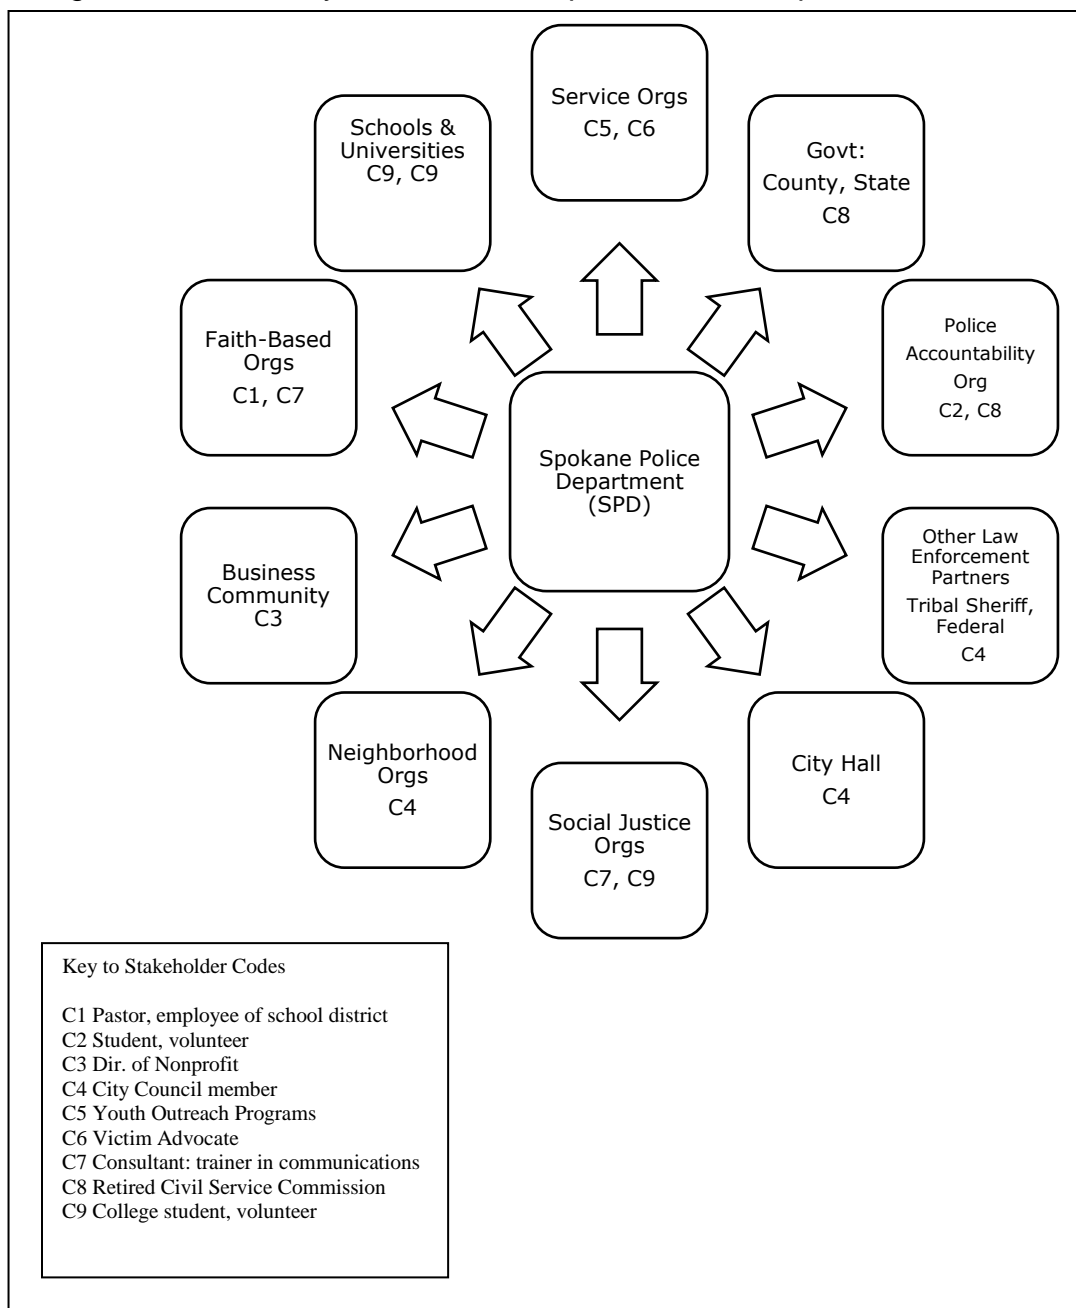 Service Orgs
C5, C6
Schools &
Universities
C9, C9
Govt:
County, State
C8
Faith-Based
Orgs
C1, C7
Police
Accountability
Org
C2, C8
Spokane Police
Department
(SPD)
Business
Community
C3
Other Law
Enforcement
Partners
Tribal Sheriff,
Federal
C4
Neighborhood
Orgs
C4
City Hall
C4
Social Justice
Orgs
C7, C9
Key to Stakeholder Codes
C1 Pastor, employee of school district
C2 Student, volunteer
C3 Dir. of Nonprofit
C4 City Council member
C5 Youth Outreach Programs
C6 Victim Advocate
C7 Consultant: trainer in communications
C8 Retired Civil Service Commission
C9 College student, volunteer